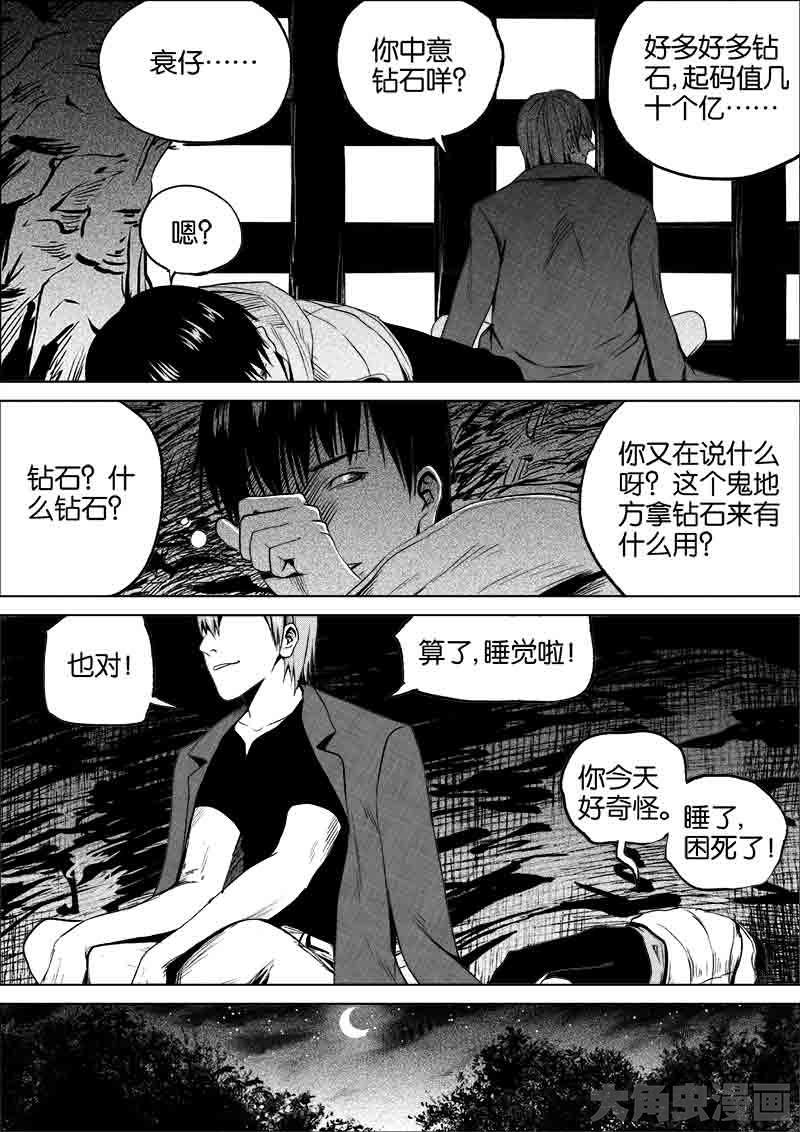 衰仔……
你中意
钻石咩？
好多好多钻
石，起码值几
十个亿……
嗯？
钻石？什
么钻石？
你又在说什么
呀？这个鬼地
方拿钻石来有
什么用？
也对！
算了，睡觉啦！
你今天
好奇怪。
睡了，
困死了！
大角虫漫画